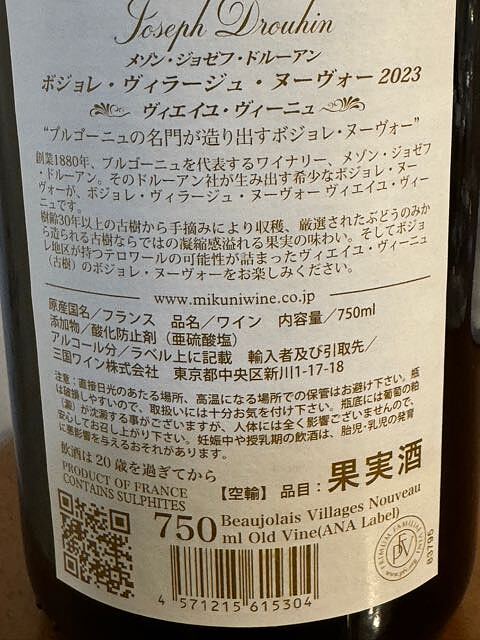 Joseph Drouhin
メゾン・ジョゼフ・ドルーアン
ボジョレ・ヴィラージュ・ヌーヴォー 2023
ヴィエイユ・ヴィーニュ
“ブルゴーニュの名門が造り出すボジョレ・ヌーヴォー”
創業1880年、ブルゴーニュを代表するワイナリー、メゾン・ジョゼフ
・ドルーアン。そのドルーアン社が生み出す希少なボジョレ・ヌー
ヴォーが、ボジョレ・ヴィラージュ・ヌーヴォー ヴィエイユ・ヴィー
ニュです。
樹齢30年以上の古樹から手摘みにより収穫、厳選されたぶどうのみか
ら造られる古樹ならではの凝縮感溢れる果実の味わい。そしてボジョ
レ地区が持つテロワールの可能性が詰まったヴィエイユ・ヴィーニュ
（古樹）のボジョレ・ヌーヴォーをお楽しみください。
www.mikuniwine.co.jp
原産国名／フランス 品名／ワイン 内容量／750ml
添加物／酸化防止剤（亜硫酸塩）
アルコール分／ラベル上に記載 輸入者及び引取先／
三国ワイン株式会社 東京都中央区新川1-17-18
注意：直接日光のあたる場所、高温になる場所での保管はお避け下さい。瓶
は破損しやすいので、取扱いには十分お気を付け下さい。瓶底には葡萄の粕
（澱）が沈澱する事がございますが、人体には全く影響ございませんので、
安心してお召し上がり下さい。妊娠中や授乳期の飲酒は、胎児・乳児の発育
に悪影響を与えるおそれがあります。
飲酒は20歳を過ぎてから
PRODUCT OF FRANCE
CONTAINS SULPHITES
【空輸】 品目：果実酒
750 Beaujolais Villages Nouveau
ml Old Vine(ANA Label)
4 571215 615304
PRIMUM FAMILIAE VINI
PFV
83795